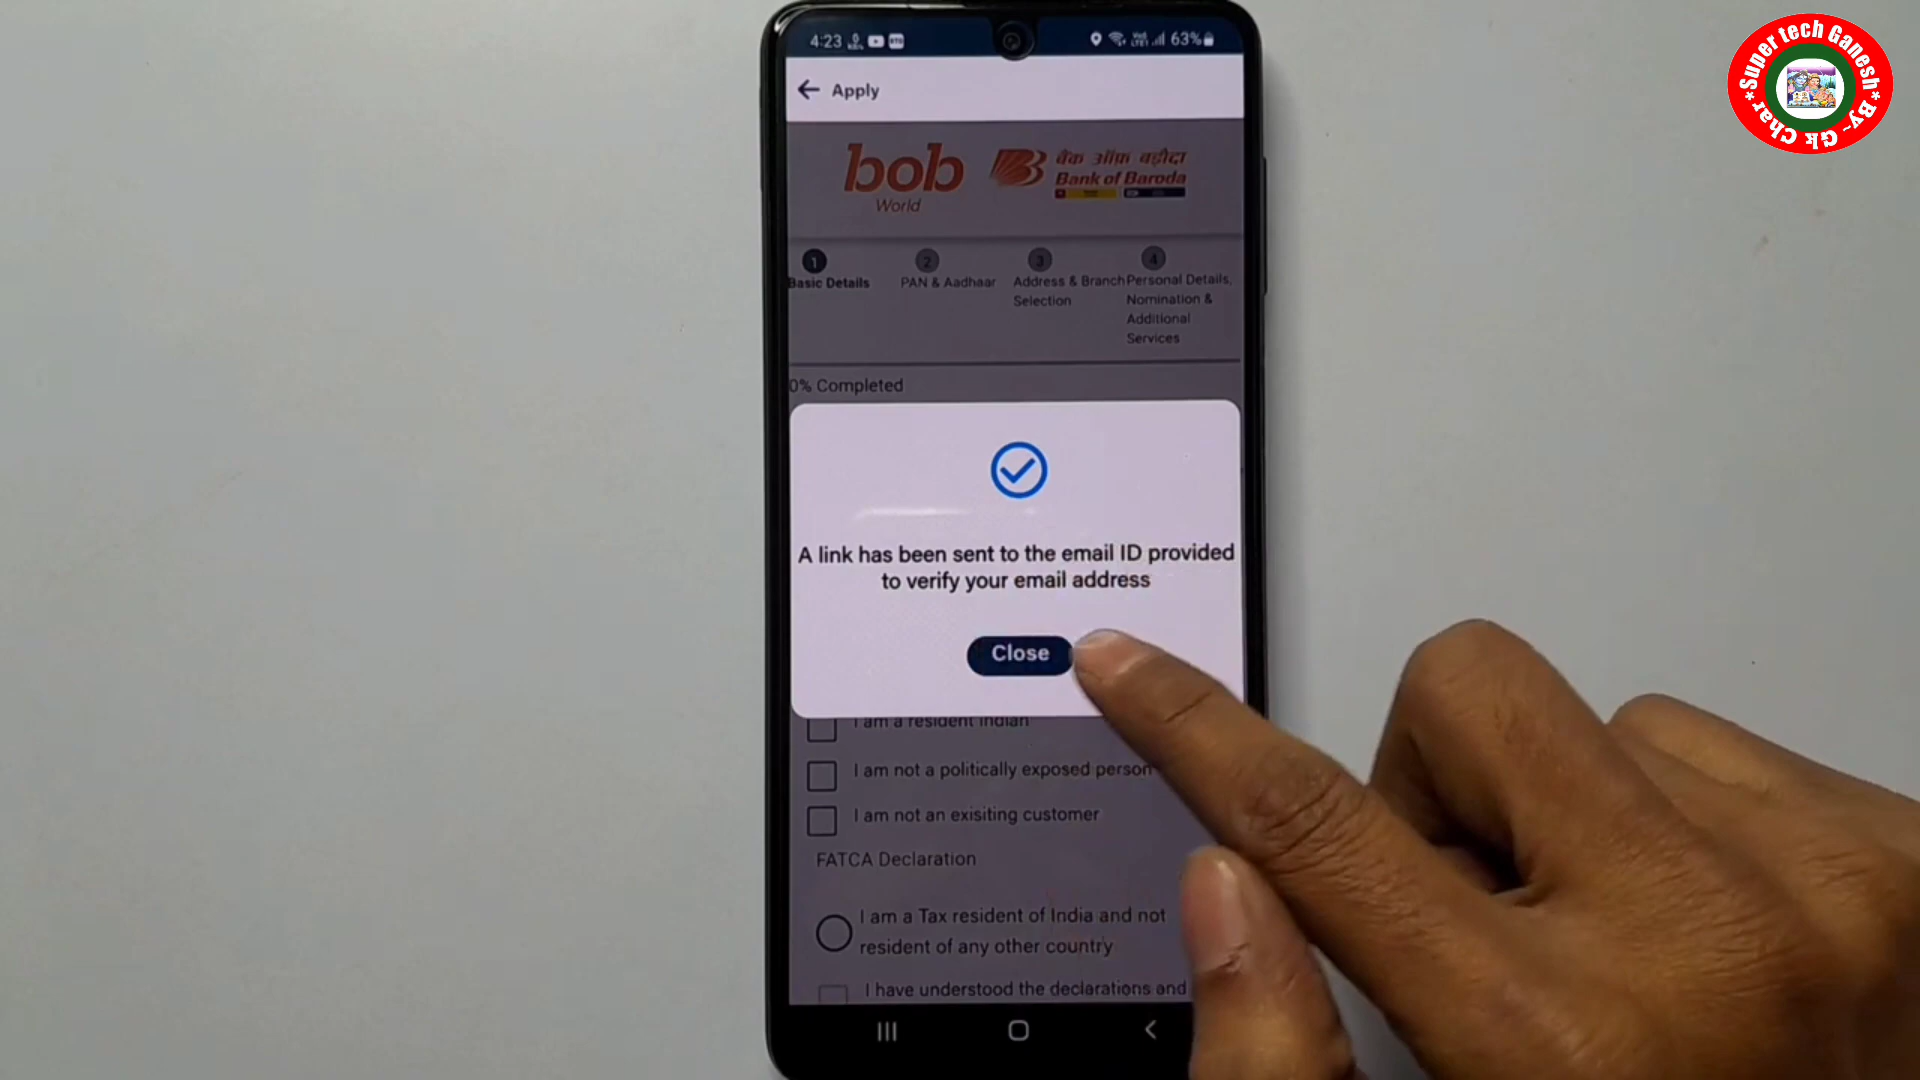 4:23
63%
Apply
bob
World
बैंक ऑफ़ बड़ौदा
Bank of Baroda
1
2
3
4
Basic Details
PAN & Aadhaar
Address & Branch
Selection
Personal Details,
Nomination &
Additional
Services
0% Completed
A link has been sent to the email ID provided
to verify your email address
Close
I am a resident Indian
I am not a politically exposed person
I am not an exisiting customer
FATCA Declaration
I am a Tax resident of India and not
resident of any other country
I have understood the declarations and
Super tech Ganesh
*By-Gk Char*